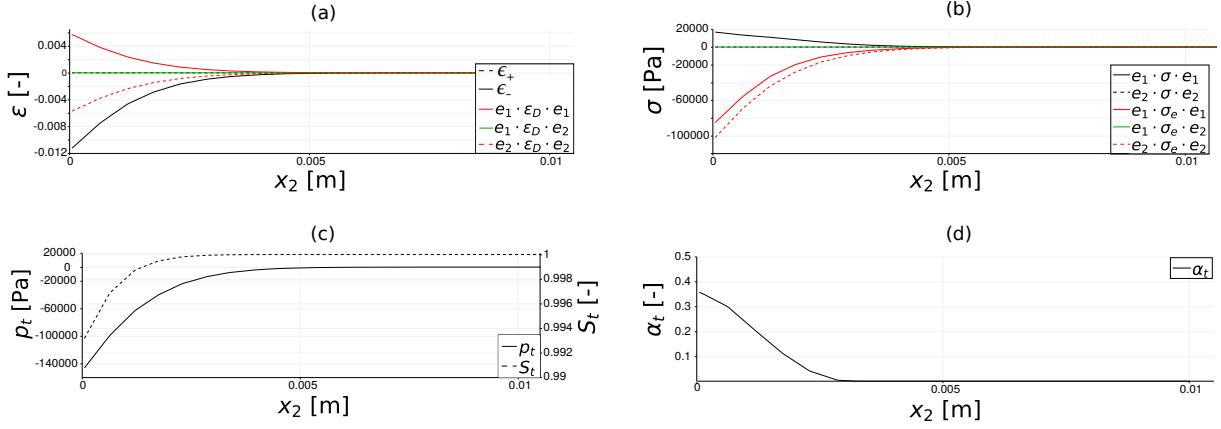 (a)
0.004
0
-0.004
-0.008
-0.012
ε [-]
ϵ₊
ϵ₋
e₁ · ε_D · e₁
e₁ · ε_D · e₂
e₂ · ε_D · e₂
0
0.005
0.01
x₂ [m]
(b)
20000
0
-20000
-60000
-100000
σ [Pa]
e₁ · σ · e₁
e₂ · σ · e₂
e₁ · σₑ · e₁
e₁ · σₑ · e₂
e₂ · σₑ · e₂
0
0.005
0.01
x₂ [m]
(c)
20000
0
-20000
-60000
-100000
-140000
pₜ [Pa]
1
0.998
0.996
0.994
0.992
0.99
Sₜ [-]
pₜ
Sₜ
0
0.005
0.01
x₂ [m]
(d)
0.5
0.4
0.3
0.2
0.1
αₜ [-]
αₜ
0
0.005
0.01
x₂ [m]